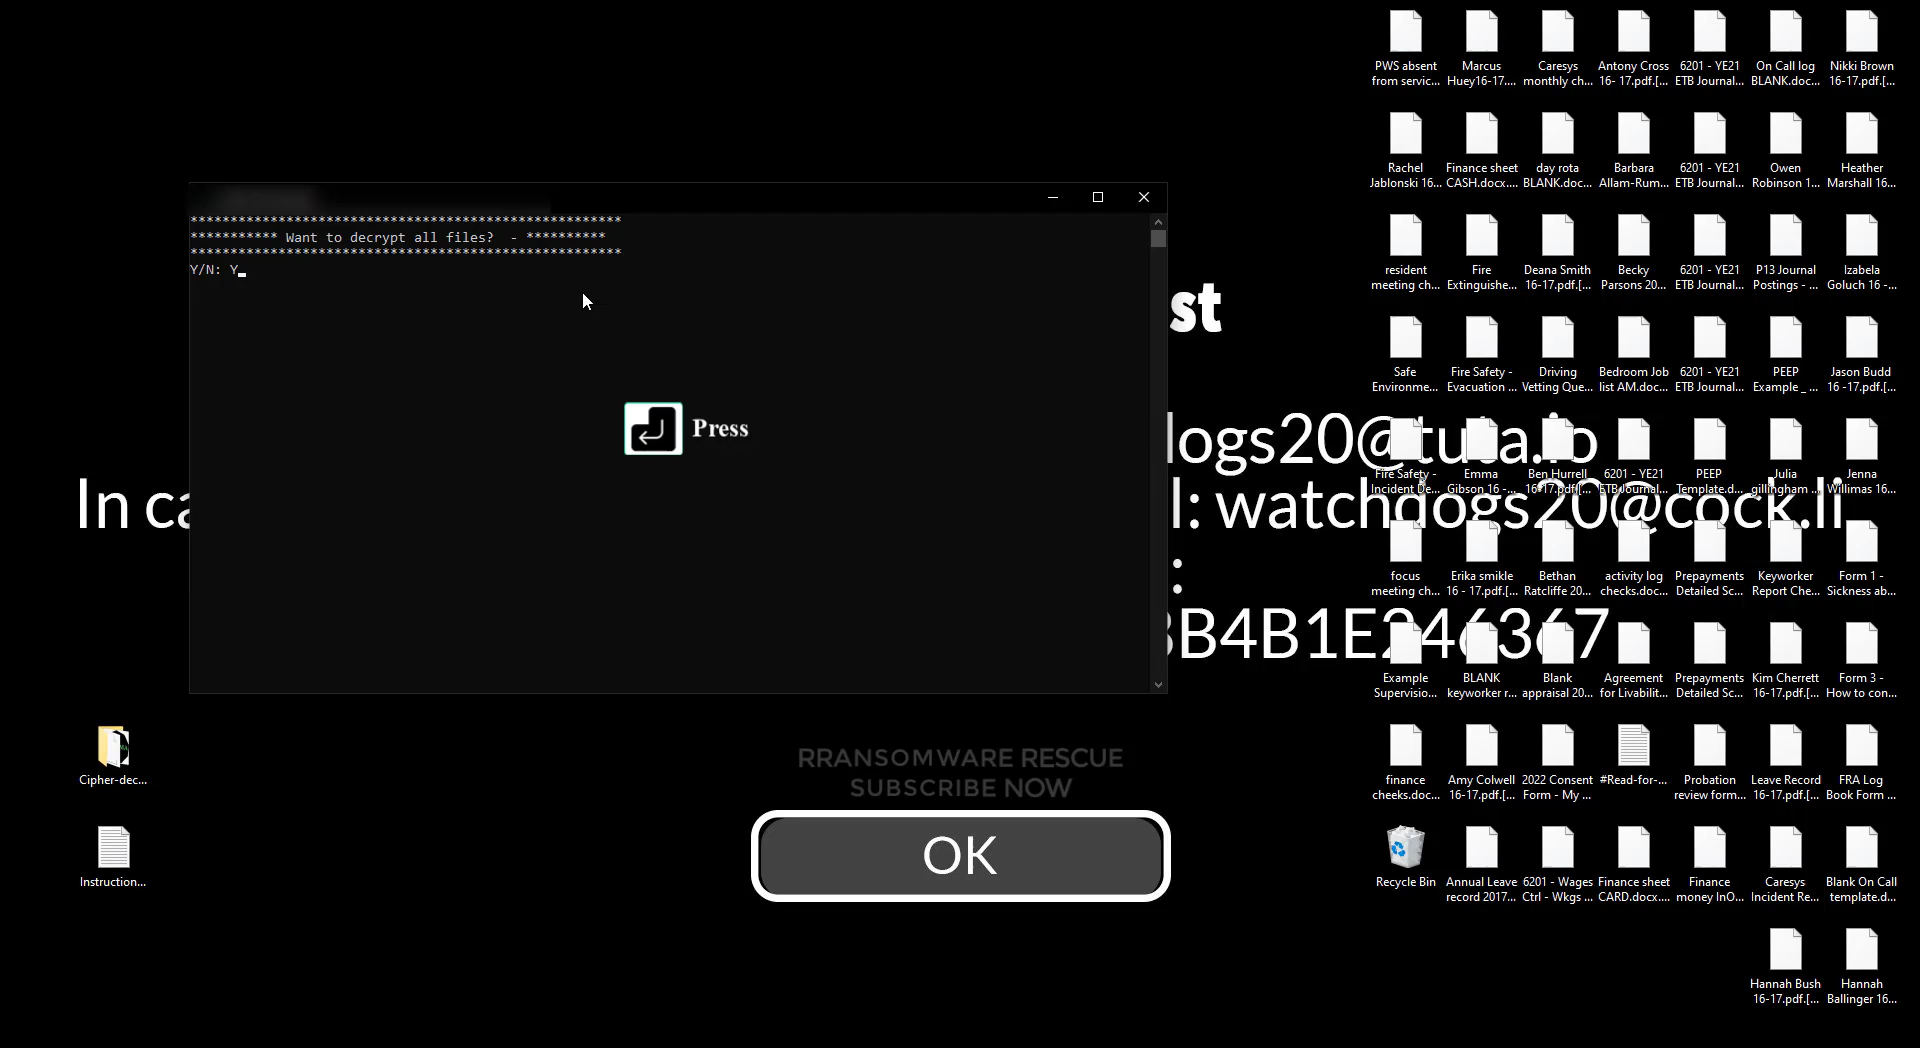 ***************************************************
*********** Want to decrypt all files?  - **********
***************************************************
Y/N: Y
Press
st
dogs20@tuta.io
In ca
l: watchdogs20@cock.li
:
B4B1E246367
RRANSOMWARE RESCUE
SUBSCRIBE NOW
OK
Cipher-dec...
Instruction...
PWS absent
from servic...
Marcus
Huey16-17....
Caresys
monthly ch...
Antony Cross
16- 17.pdf.[...
6201 - YE21
ETB Journal...
On Call log
BLANK.doc...
Nikki Brown
16-17.pdf.[...
Rachel
Jablonski 16...
Finance sheet
CASH.docx....
day rota
BLANK.doc...
Barbara
Allam-Rum...
6201 - YE21
ETB Journal...
Owen
Robinson 1...
Heather
Marshall 16...
resident
meeting ch...
Fire
Extinguishe...
Deana Smith
16-17.pdf.[...
Becky
Parsons 20...
6201 - YE21
ETB Journal...
P13 Journal
Postings - ...
Izabela
Goluch 16 -...
Safe
Environme...
Fire Safety -
Evacuation ...
Driving
Vetting Que...
Bedroom Job
list AM.doc...
6201 - YE21
ETB Journal...
PEEP
Example _ ...
Jason Budd
16 -17.pdf.[...
Fire Safety -
Incident De...
Emma
Gibson 16 -...
Ben Hurrell
16-17.pdf.[...
6201 - YE21
ETB Journal...
PEEP
Template.d...
Julia
gillingham ...
Jenna
Willimas 16...
focus
meeting ch...
Erika smikle
16 - 17.pdf.[...
Bethan
Ratcliffe 20...
activity log
checks.doc...
Prepayments
Detailed Sc...
Keyworker
Report Che...
Form 1 -
Sickness ab...
Example
Supervisio...
BLANK
keyworker r...
Blank
appraisal 20...
Agreement
for Livabilit...
Prepayments
Detailed Sc...
Kim Cherrett
16-17.pdf.[...
Form 3 -
How to con...
finance
cheeks.doc...
Amy Colwell
16-17.pdf.[...
2022 Consent
Form - My ...
#Read-for-...
Probation
review form...
Leave Record
16-17.pdf.[...
FRA Log
Book Form ...
Recycle Bin
Annual Leave
record 2017...
6201 - Wages
Ctrl - Wkgs ...
Finance sheet
CARD.docx....
Finance
money InO...
Caresys
Incident Re...
Blank On Call
template.d...
Hannah Bush
16-17.pdf.[...
Hannah
Ballinger 16...